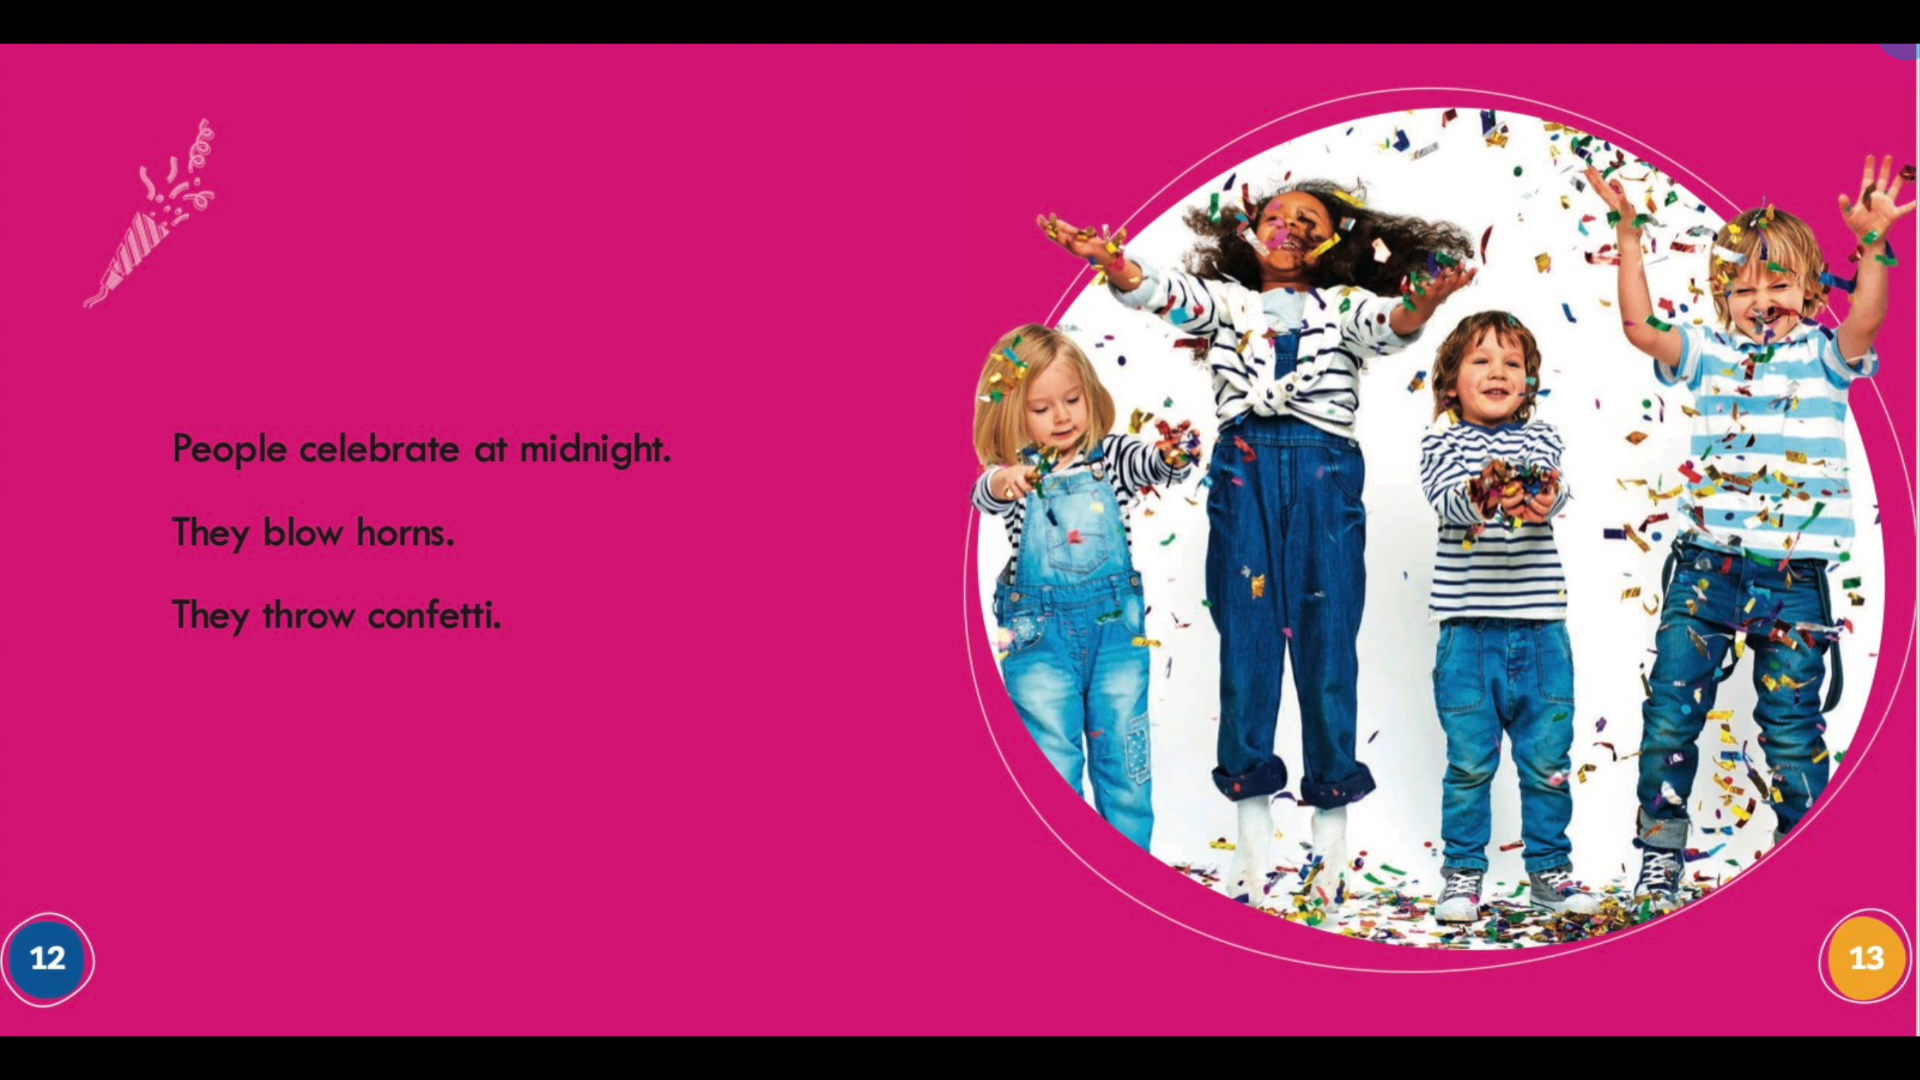 People celebrate at midnight.
They blow horns.
They throw confetti.
12
13